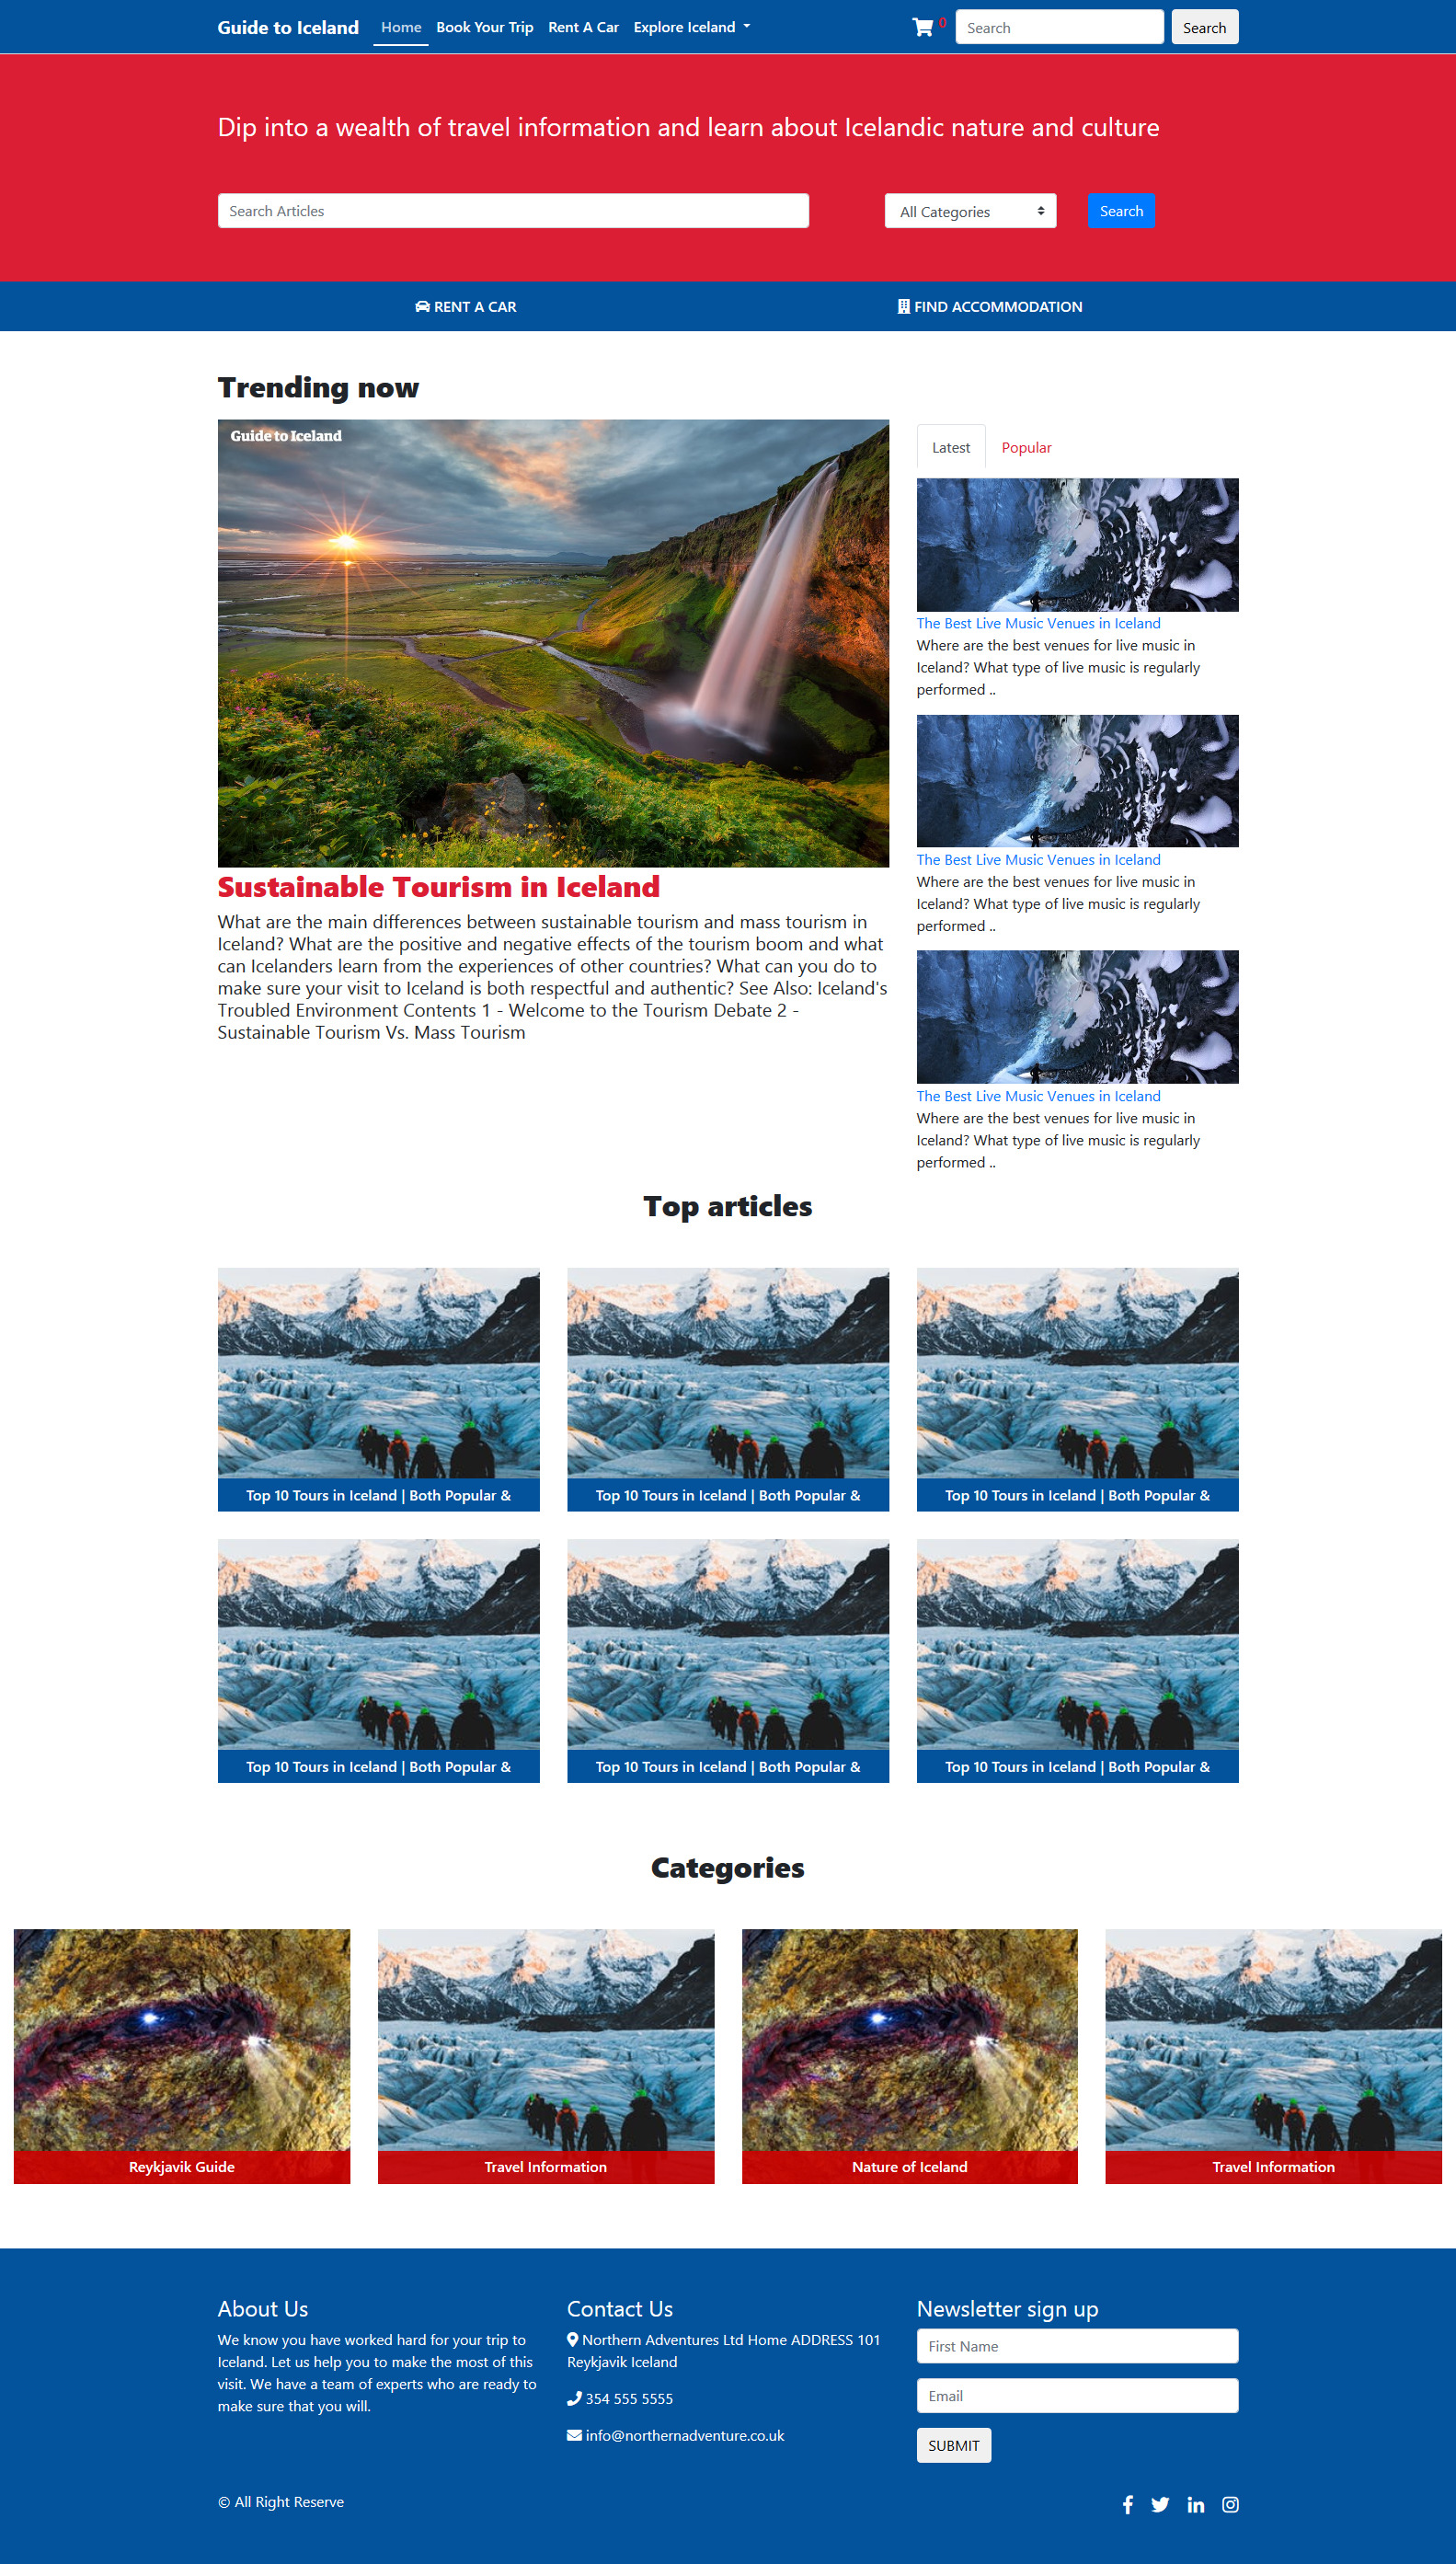 Guide to Iceland Home Book Your Trip Rent A Car Explore Iceland 0 Search Search
Dip into a wealth of travel information and learn about Icelandic nature and culture
Search Articles All Categories Search
RENT A CAR FIND ACCOMMODATION
Trending now
Guide to Iceland
Sustainable Tourism in Iceland
What are the main differences between sustainable tourism and mass tourism in
Iceland? What are the positive and negative effects of the tourism boom and what
can Icelanders learn from the experiences of other countries? What can you do to
make sure your visit to Iceland is both respectful and authentic? See Also: Iceland's
Troubled Environment Contents 1 - Welcome to the Tourism Debate 2 -
Sustainable Tourism Vs. Mass Tourism
Latest Popular
The Best Live Music Venues in Iceland
Where are the best venues for live music in
Iceland? What type of live music is regularly
performed ..
The Best Live Music Venues in Iceland
Where are the best venues for live music in
Iceland? What type of live music is regularly
performed ..
The Best Live Music Venues in Iceland
Where are the best venues for live music in
Iceland? What type of live music is regularly
performed ..
Top articles
Top 10 Tours in Iceland | Both Popular &
Top 10 Tours in Iceland | Both Popular &
Top 10 Tours in Iceland | Both Popular &
Top 10 Tours in Iceland | Both Popular &
Top 10 Tours in Iceland | Both Popular &
Top 10 Tours in Iceland | Both Popular &
Categories
Reykjavik Guide
Travel Information
Nature of Iceland
Travel Information
About Us
We know you have worked hard for your trip to
Iceland. Let us help you to make the most of this
visit. We have a team of experts who are ready to
make sure that you will.
Contact Us
Northern Adventures Ltd Home ADDRESS 101
Reykjavik Iceland
354 555 5555
info@northernadventure.co.uk
Newsletter sign up
First Name
Email
SUBMIT
© All Right Reserve